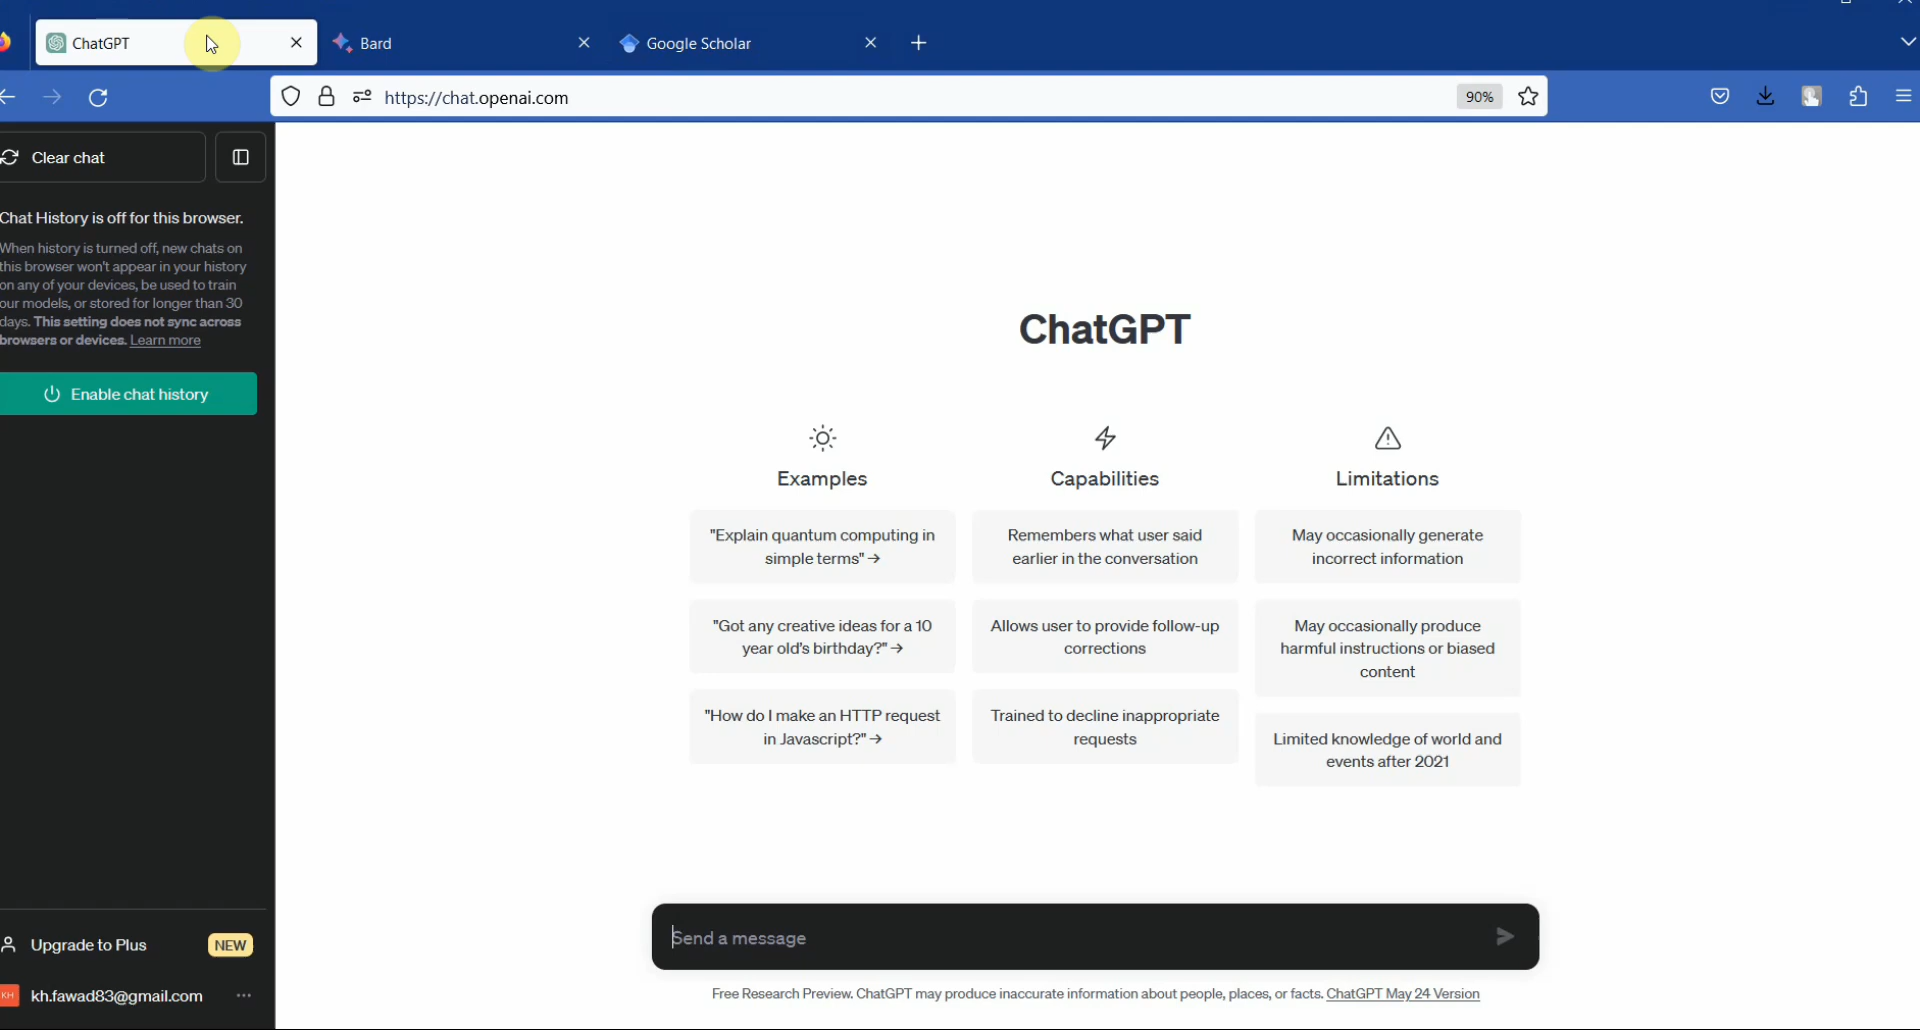 ChatGPT
Bard
Google Scholar
https://chat.openai.com
90%
Clear chat
Chat History is off for this browser.
When history is turned off, new chats on
this browser won't appear in your history
on any of your devices, be used to train
our models, or stored for longer than 30
days. This setting does not sync across
browsers or devices. Learn more
Enable chat history
ChatGPT
Examples
"Explain quantum computing in
simple terms" →
"Got any creative ideas for a 10
year old's birthday?" →
"How do I make an HTTP request
in Javascript?" →
Capabilities
Remembers what user said
earlier in the conversation
Allows user to provide follow-up
corrections
Trained to decline inappropriate
requests
Limitations
May occasionally generate
incorrect information
May occasionally produce
harmful instructions or biased
content
Limited knowledge of world and
events after 2021
Upgrade to Plus
NEW
KH
kh.fawad83@gmail.com
Send a message
Free Research Preview. ChatGPT may produce inaccurate information about people, places, or facts. ChatGPT May 24 Version